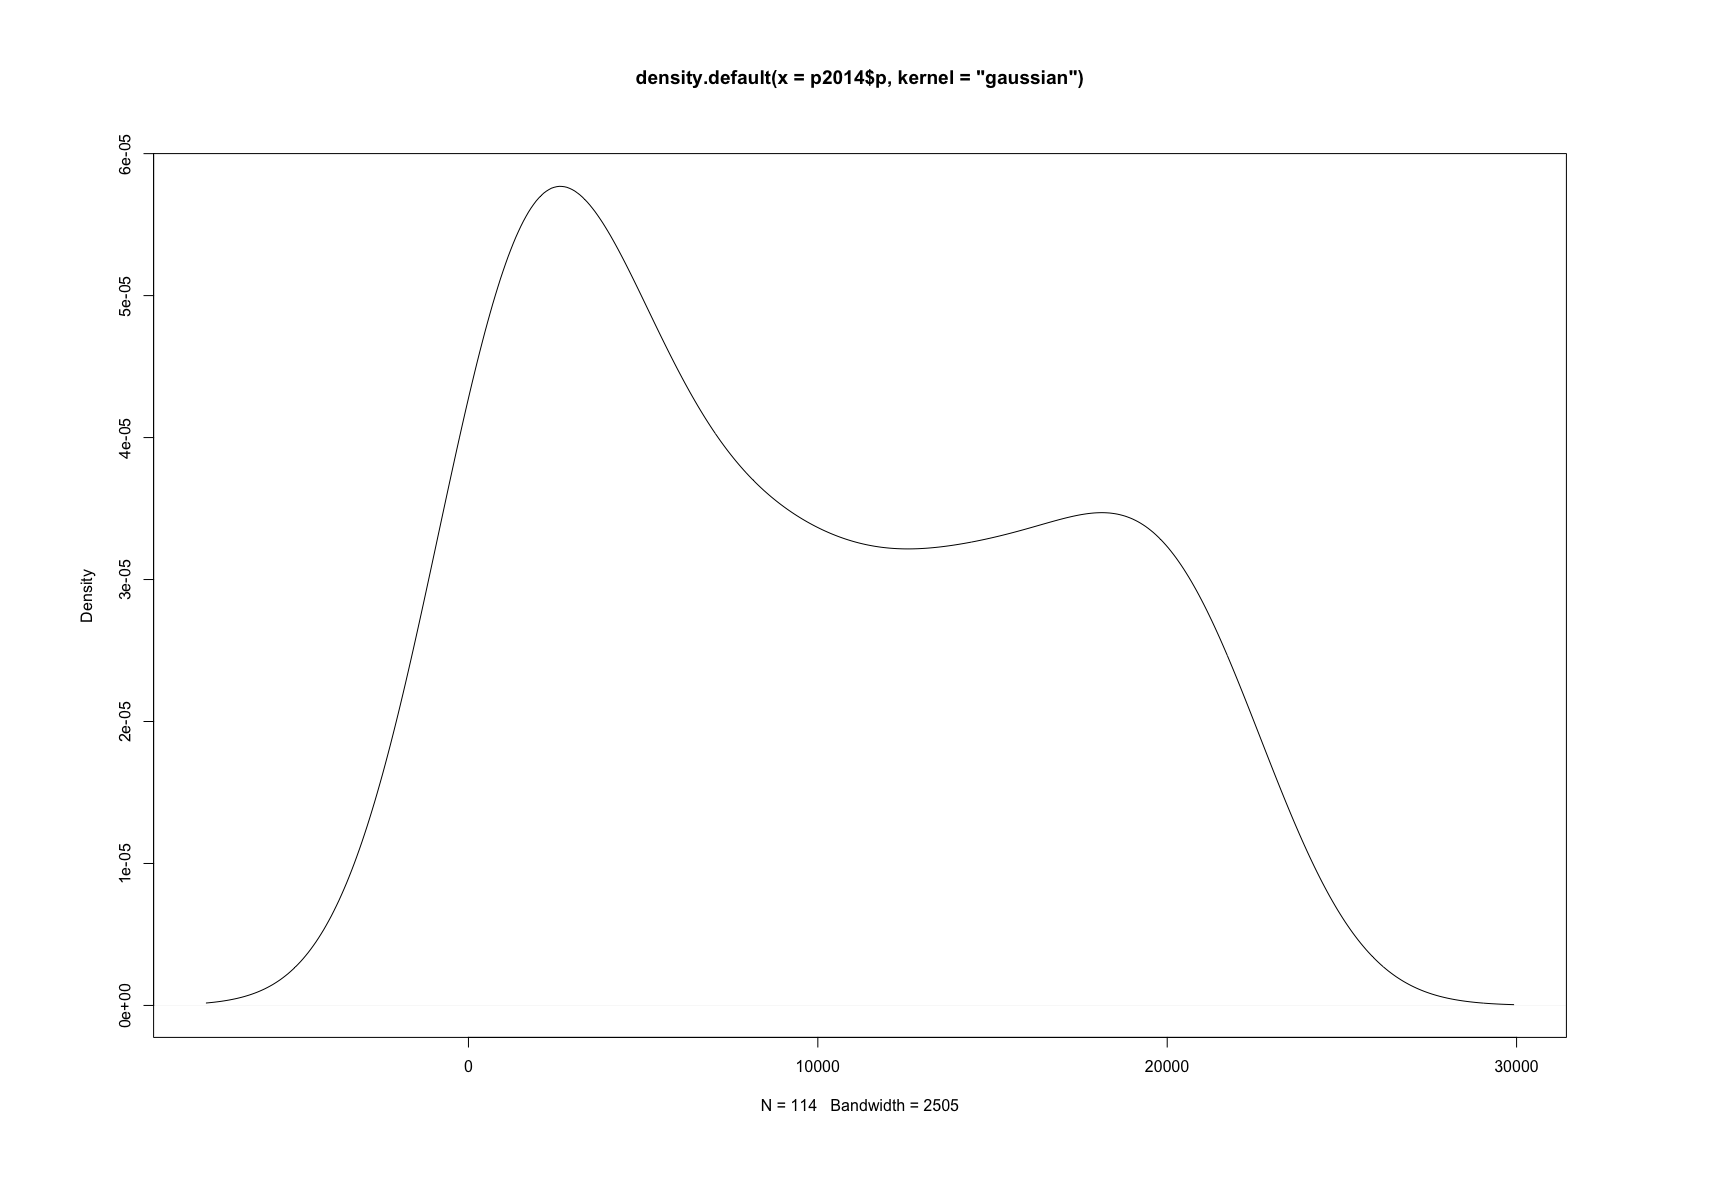 density.default(x = p2014$p, kernel = "gaussian")
6e-05
5e-05
4e-05
3e-05
2e-05
1e-05
0e+00
Density
0 10000 20000 30000
N = 114 Bandwidth = 2505